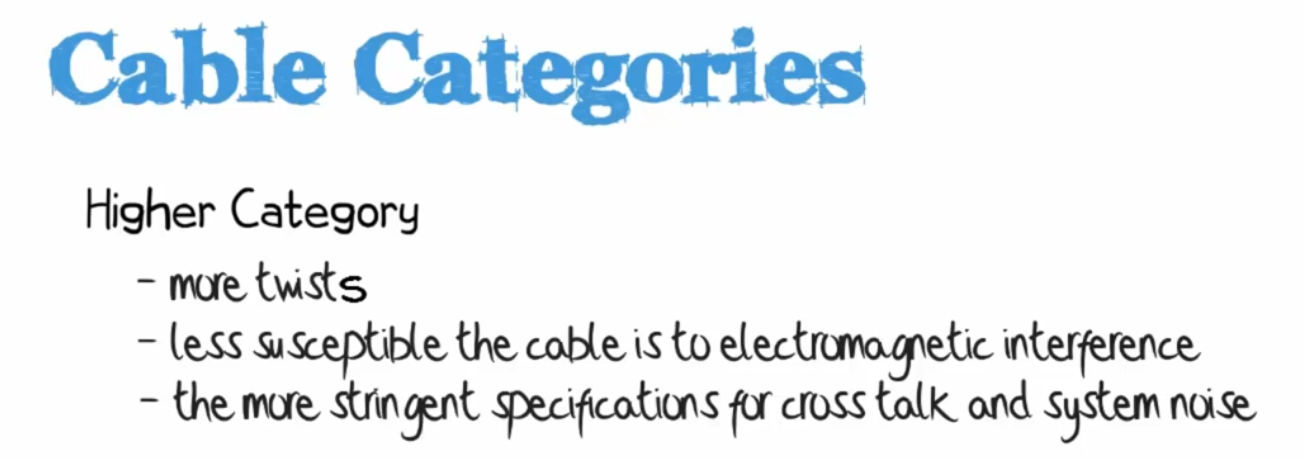 Cable Categories
Higher Category
- more twists
- less susceptible the cable is to electromagnetic interference
- the more stringent specifications for cross talk and system noise